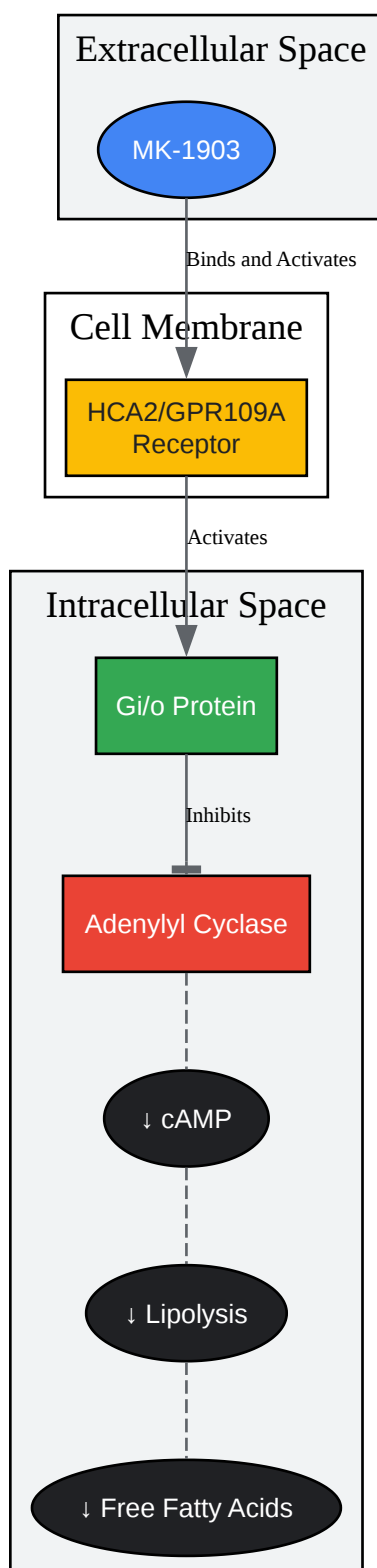 Extracellular Space
MK-1903
Binds and Activates
Cell Membrane
HCA2/GPR109A
Receptor
Activates
Intracellular Space
Gi/o Protein
Inhibits
Adenylyl Cyclase
↓ cAMP
↓ Lipolysis
↓ Free Fatty Acids